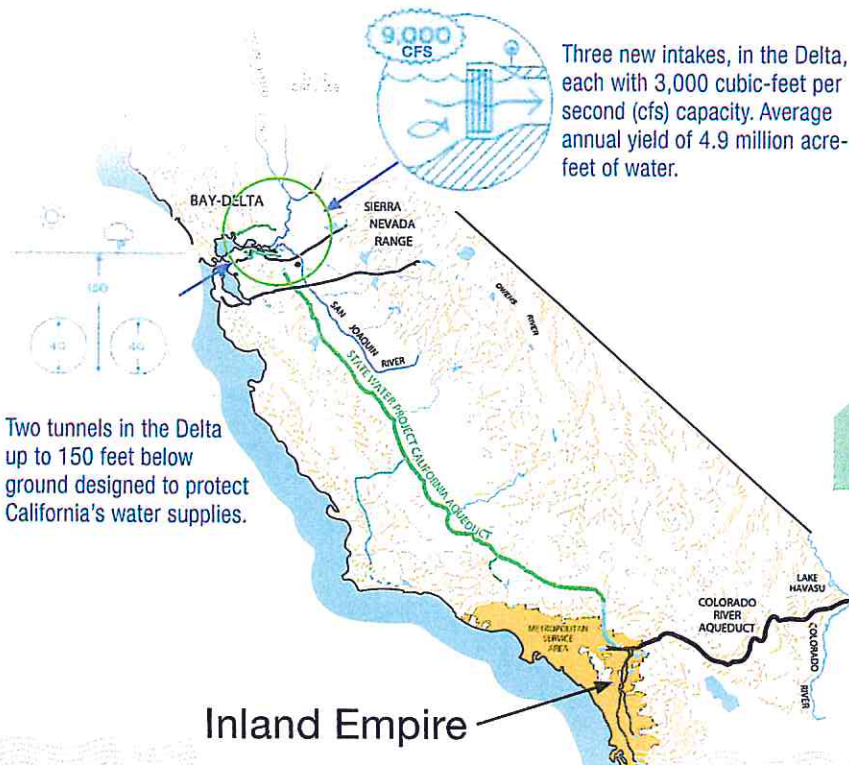 9,000
CFS
Three new intakes, in the Delta,
each with 3,000 cubic-feet per
second (cfs) capacity. Average
annual yield of 4.9 million acre-
feet of water.
BAY-DELTA
SIERRA
NEVADA
RANGE
OWENS
RIVER
SAN
JOAQUIN
RIVER
STATE WATER PROJECT CALIFORNIA AQUEDUCT
Two tunnels in the Delta
up to 150 feet below
ground designed to protect
California's water supplies.
METROPOLITAN
SERVICE
AREA
COLORADO
RIVER
AQUEDUCT
LAKE
HAVASU
COLORADO
RIVER
Inland Empire